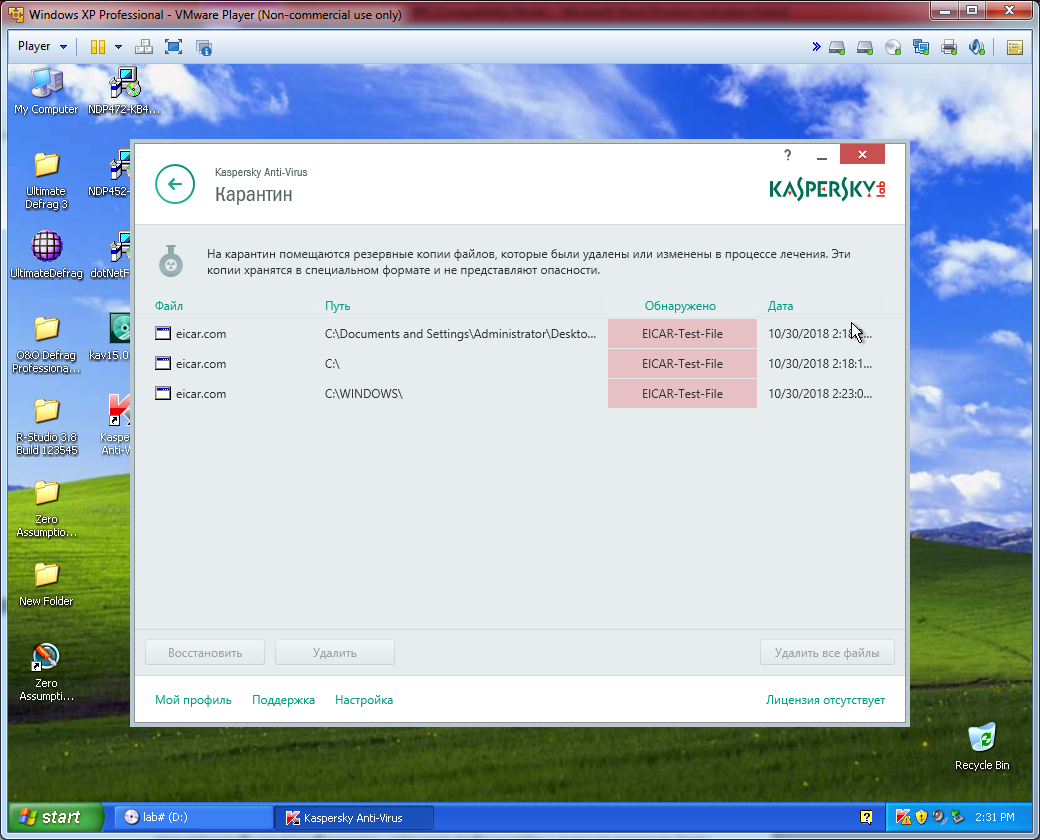 Windows XP Professional - VMware Player (Non-commercial use only)
Player
My Computer
NDP472-KB4...
Ultimate Defrag 3
NDP452-
UltimateDefrag
dotNetF
O&O Defrag Professiona...
kav15.0
R-Studio 3.8 Build 123545
Kaspe
Anti-V
Zero Assumptio...
New Folder
Zero Assumpti...
Recycle Bin
Kaspersky Anti-Virus
Карантин
?
KASPERSKY lab
На карантин помещаются резервные копии файлов, которые были удалены или изменены в процессе лечения. Эти
копии хранятся в специальном формате и не представляют опасности.
Файл Путь Обнаружено Дата
eicar.com C:\Documents and Settings\Administrator\Deskto... EICAR-Test-File 10/30/2018 2:18:...
eicar.com C:\ EICAR-Test-File 10/30/2018 2:18:1...
eicar.com C:\WINDOWS\ EICAR-Test-File 10/30/2018 2:23:0...
Восстановить Удалить Удалить все файлы
Мой профиль Поддержка Настройка Лицензия отсутствует
start lab# (D:) Kaspersky Anti-Virus 2:31 PM